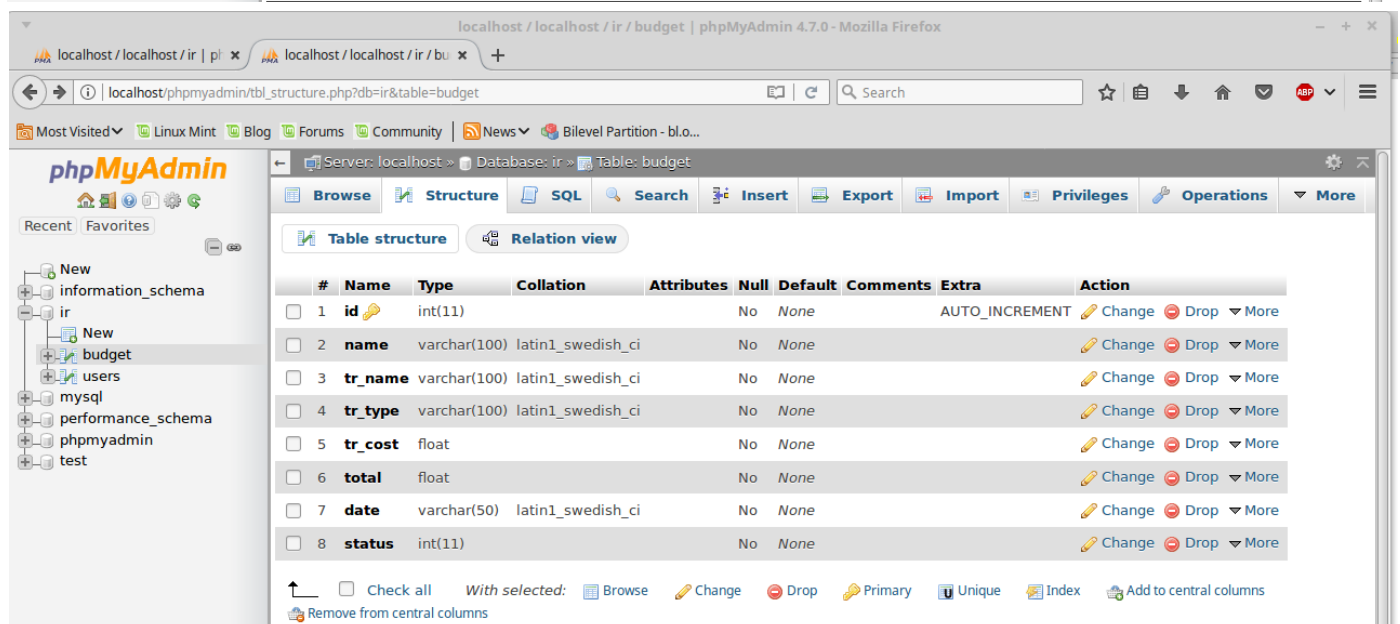 localhost / localhost / ir / budget | phpMyAdmin 4.7.0 - Mozilla Firefox
localhost / localhost / ir | ph
localhost / localhost / ir / bu
localhost/phpmyadmin/tbl_structure.php?db=ir&table=budget
Search
ABP
Most Visited Linux Mint Blog Forums Community News Bilevel Partition - bl.o...
phpMyAdmin
Recent Favorites
New
information_schema
ir
New
budget
users
mysql
performance_schema
phpmyadmin
test
Server: localhost » Database: ir » Table: budget
Browse Structure SQL Search Insert Export Import Privileges Operations More
Table structure Relation view
# Name Type Collation Attributes Null Default Comments Extra Action
1 id int(11) No None AUTO_INCREMENT Change Drop More
2 name varchar(100) latin1_swedish_ci No None Change Drop More
3 tr_name varchar(100) latin1_swedish_ci No None Change Drop More
4 tr_type varchar(100) latin1_swedish_ci No None Change Drop More
5 tr_cost float No None Change Drop More
6 total float No None Change Drop More
7 date varchar(50) latin1_swedish_ci No None Change Drop More
8 status int(11) No None Change Drop More
Check all With selected: Browse Change Drop Primary Unique Index Add to central columns
Remove from central columns